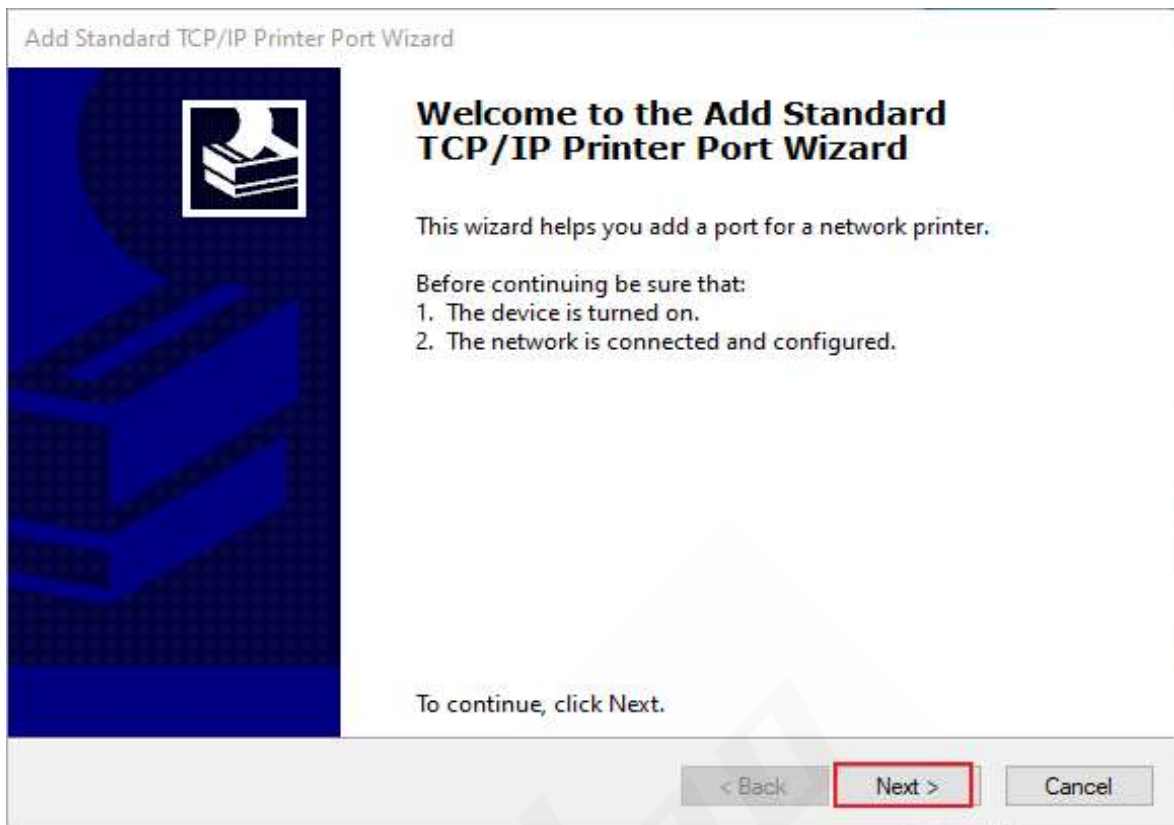 Add Standard TCP/IP Printer Port Wizard
Welcome to the Add Standard
TCP/IP Printer Port Wizard
This wizard helps you add a port for a network printer.
Before continuing be sure that:
1. The device is turned on.
2. The network is connected and configured.
To continue, click Next.
< Back Next > Cancel